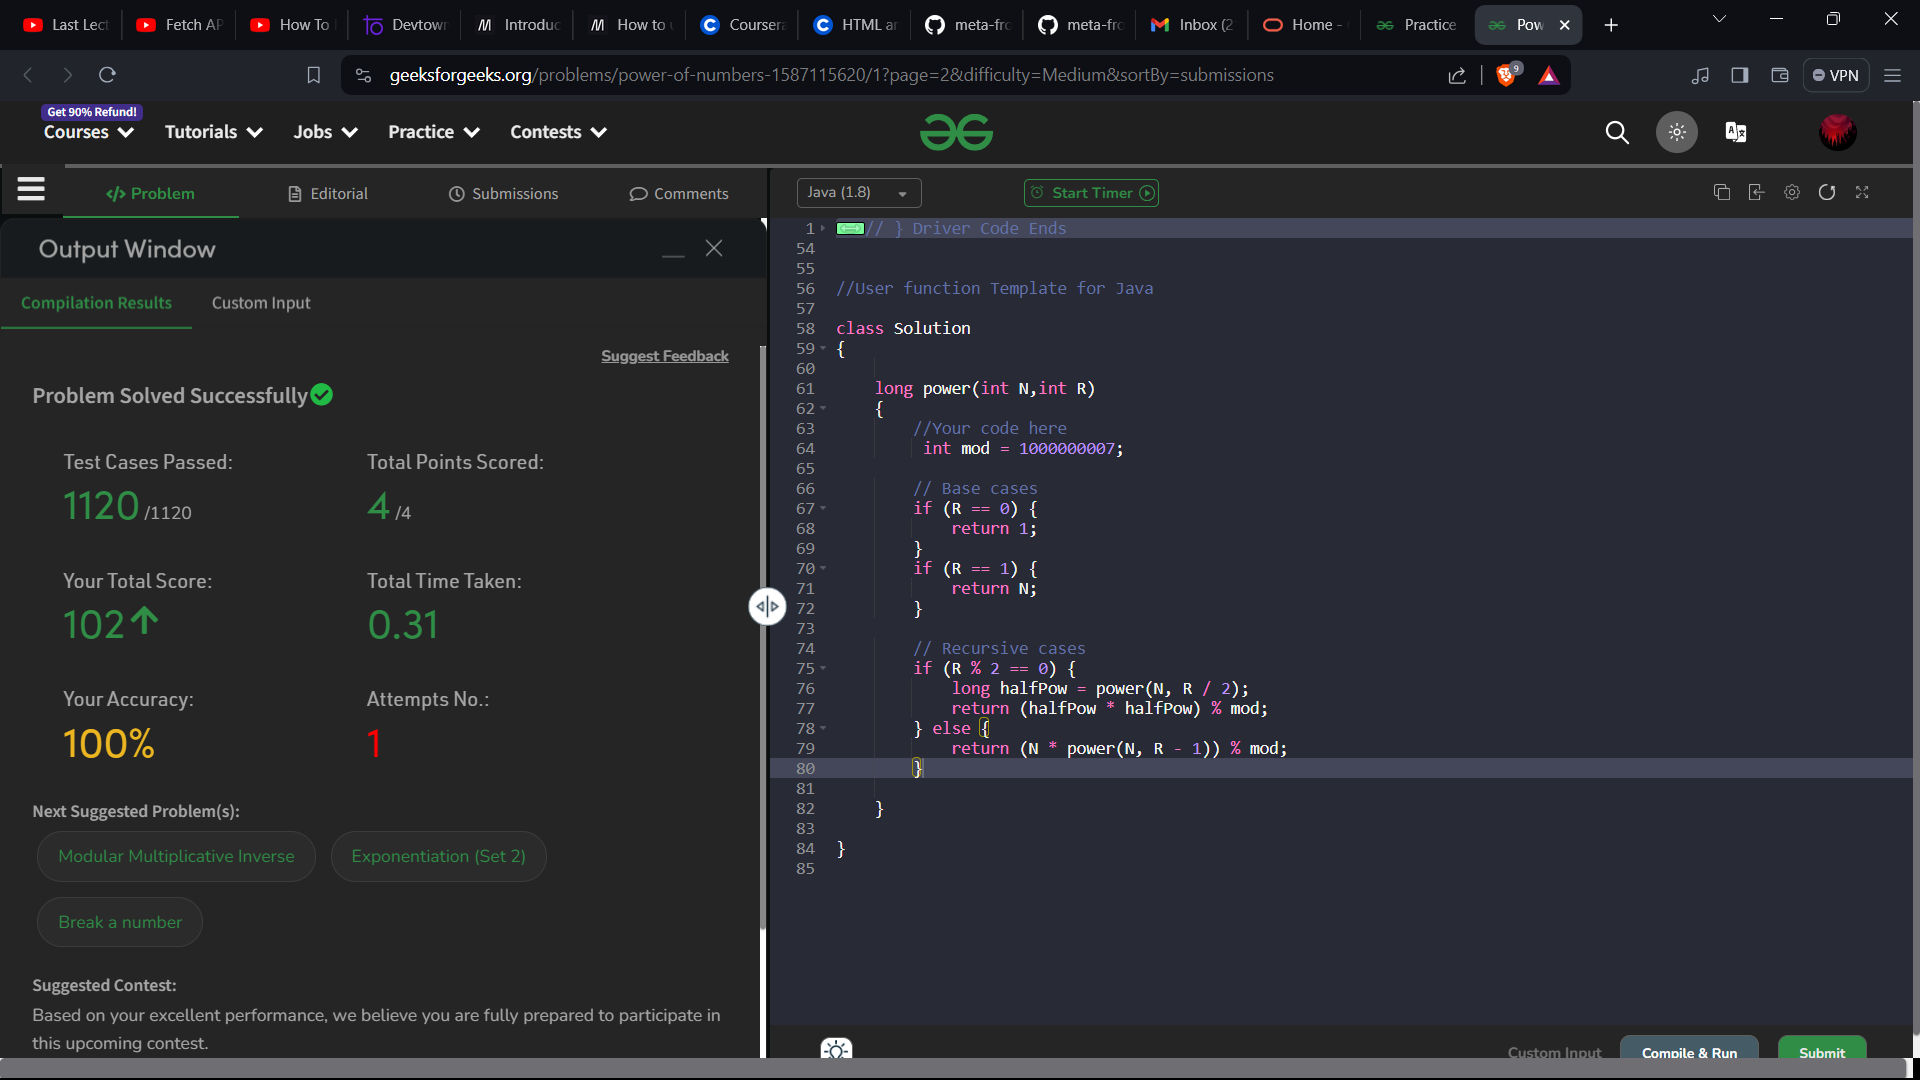 Last Lec
Fetch AP
How To
Devtown
Introduc
How to u
Coursera
HTML an
meta-fro
meta-fro
Inbox (2
Home -
Practice
Pow
geeksforgeeks.org/problems/power-of-numbers-1587115620/1?page=2&difficulty=Medium&sortBy=submissions
9
VPN
Get 90% Refund!
Courses
Tutorials
Jobs
Practice
Contests
Problem
Editorial
Submissions
Comments
Output Window
Compilation Results
Custom Input
Suggest Feedback
Problem Solved Successfully
Test Cases Passed:
1120 /1120
Total Points Scored:
4 /4
Your Total Score:
102
Total Time Taken:
0.31
Your Accuracy:
100%
Attempts No.:
1
Next Suggested Problem(s):
Modular Multiplicative Inverse
Exponentiation (Set 2)
Break a number
Suggested Contest:
Based on your excellent performance, we believe you are fully prepared to participate in
this upcoming contest.
Java (1.8)
Start Timer
1 // } Driver Code Ends
54
55
56 //User function Template for Java
57
58 class Solution
59 {
60
61     long power(int N,int R)
62     {
63         //Your code here
64          int mod = 1000000007;
65
66         // Base cases
67         if (R == 0) {
68             return 1;
69         }
70         if (R == 1) {
71             return N;
72         }
73
74         // Recursive cases
75         if (R % 2 == 0) {
76             long halfPow = power(N, R / 2);
77             return (halfPow * halfPow) % mod;
78         } else {
79             return (N * power(N, R - 1)) % mod;
80         }
81
82     }
83
84 }
85
Custom Input
Compile & Run
Submit